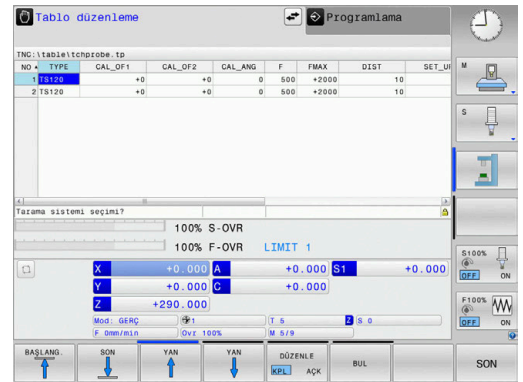 Tablo düzenleme
Programlama
TNC:\table\tchprobe.tp
NO TYPE CAL_OF1 CAL_OF2 CAL_ANG F FMAX DIST
1 TS120 +0 +0 0 500 +2000 10
2 TS120 +0 +0 0 500 +2000 10
Tarama sistemi seçimi?
M
S
100% S-OVR
100% F-OVR LIMIT 1
X +0.000 A +0.000 S1 +0.000
Y +0.000 C +0.000
Z +290.000
Mod: GERÇ 1 T 5 Z S 0
F 0mm/min Ovr 100% M 5/9
S100%
OFF ON
F100%
OFF ON
BAŞLANG. SON YAN YAN DÜZENLE BUL SON
KPL AÇK